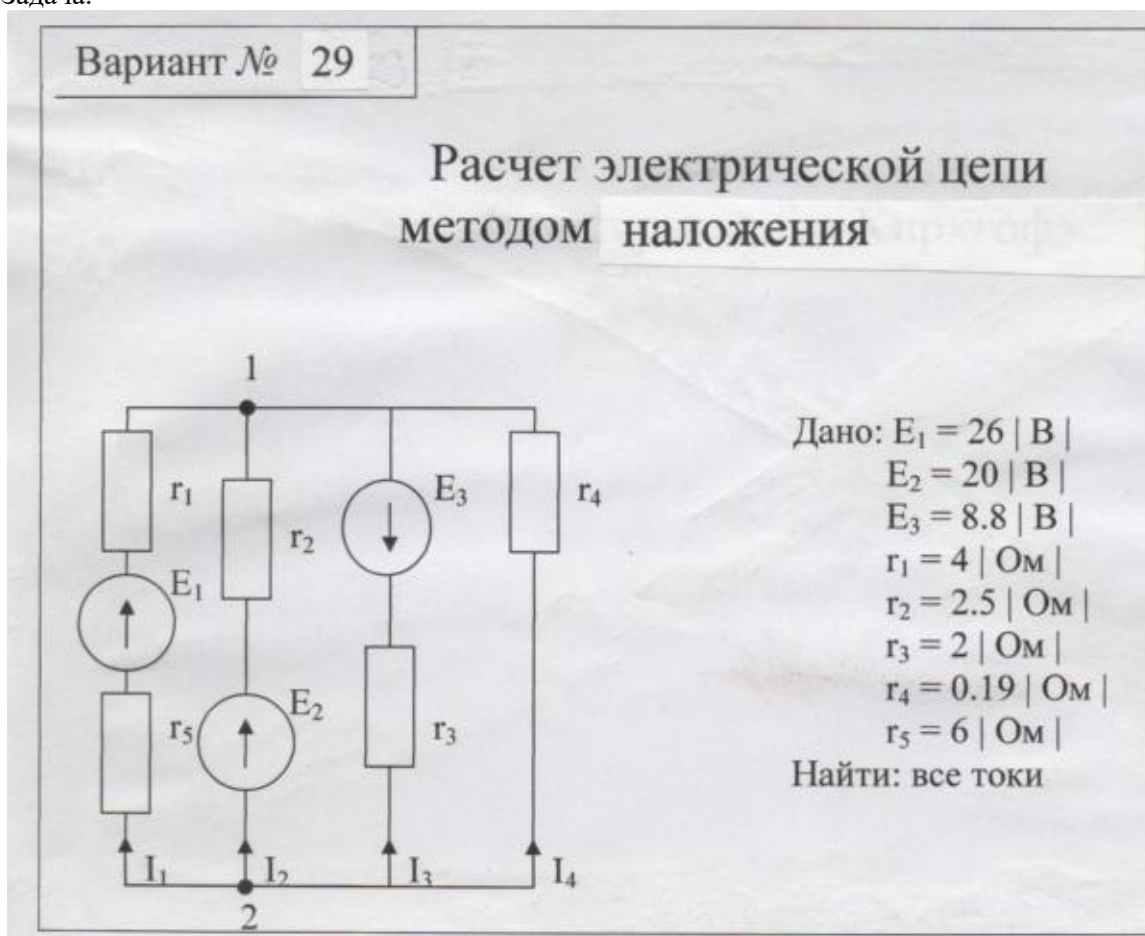 Задача:
Вариант № 29
Расчет электрической цепи
методом наложения
1
r₁
r₂
E₃
r₄
E₁
r₅
E₂
r₃
I₁
I₂
I₃
I₄
2
Дано: E₁ = 26 | В |
E₂ = 20 | В |
E₃ = 8.8 | В |
r₁ = 4 | Ом |
r₂ = 2.5 | Ом |
r₃ = 2 | Ом |
r₄ = 0.19 | Ом |
r₅ = 6 | Ом |
Найти: все токи